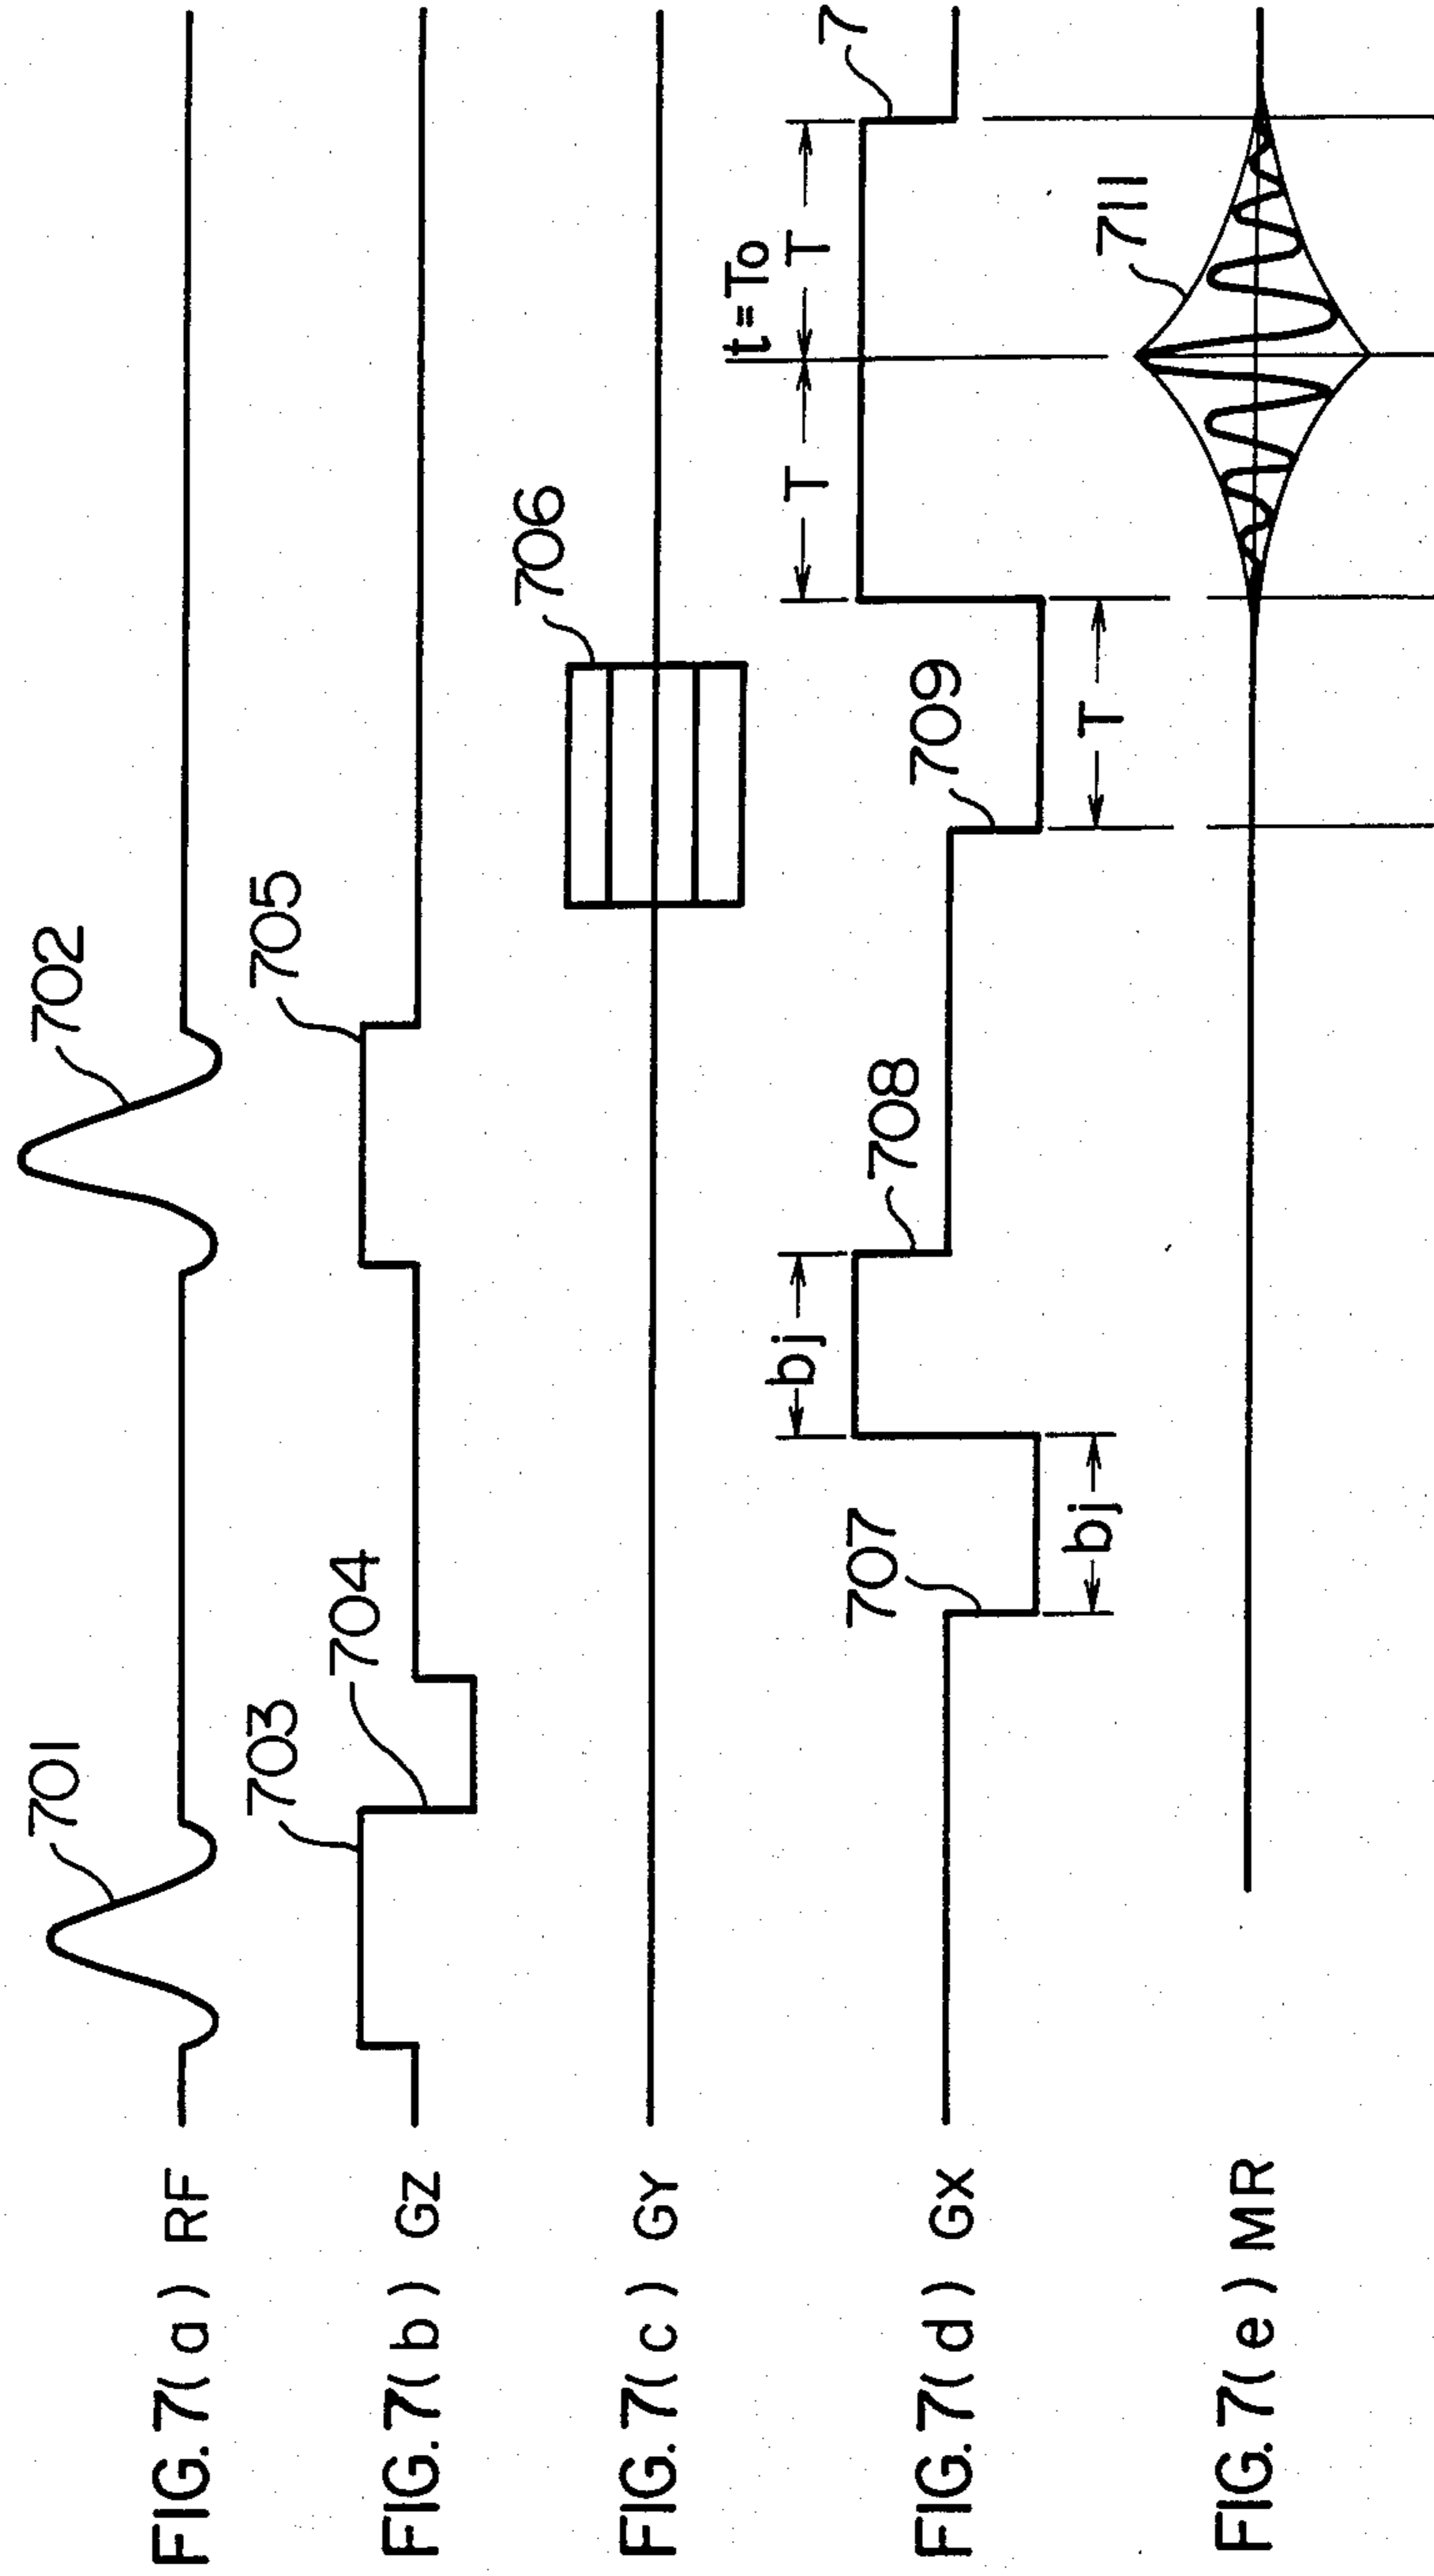 FIG. 7(a) RF
701
702
FIG. 7(b) GZ
703
704
705
FIG. 7(c) GY
706
FIG. 7(d) GX
707
bj
bj
708
709
T
T
t=To
T
7
FIG. 7(e) MR
711